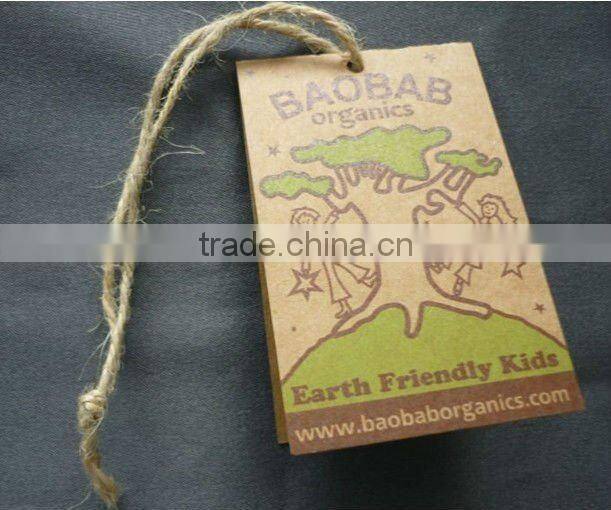 BAOBAB
organics
trade.china.cn
Earth Friendly Kids
www.baobaborganics.com